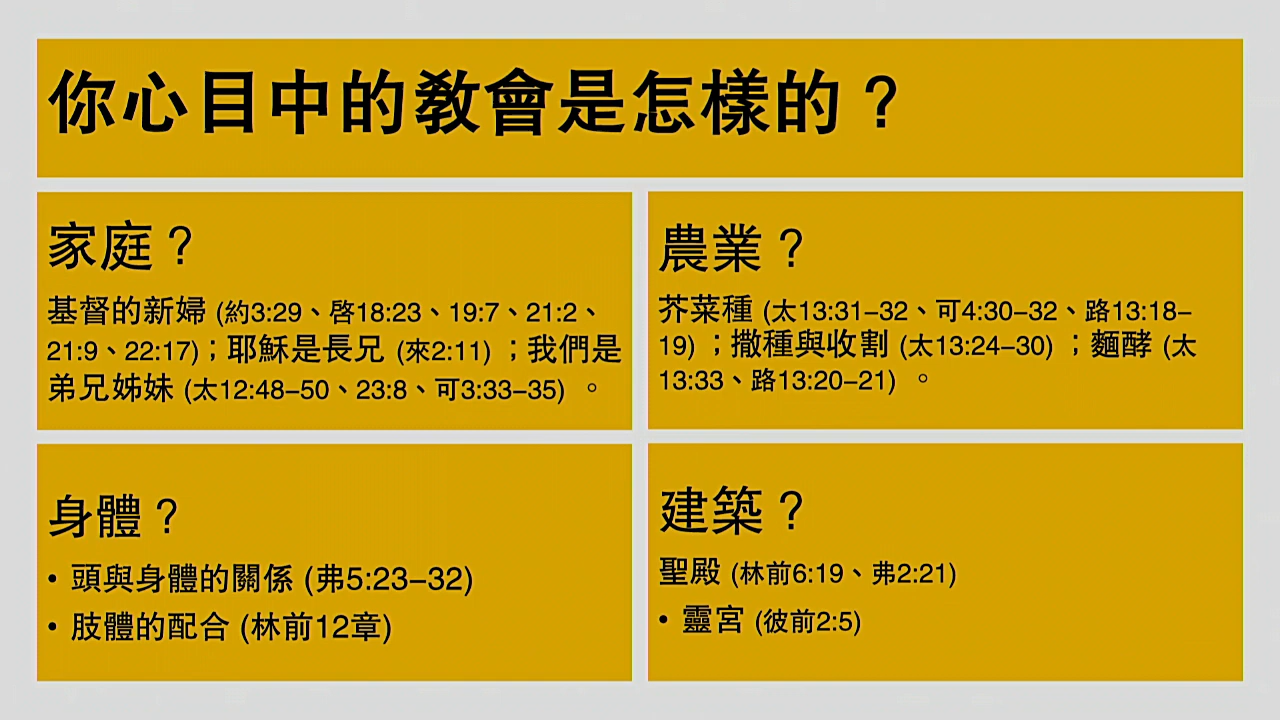 你心目中的教會是怎樣的？
家庭？
基督的新婦 (約3:29、啓18:23、19:7、21:2、
21:9、22:17)；耶穌是長兄 (來2:11) ；我們是
弟兄姊妹 (太12:48–50、23:8、可3:33–35) 。
農業？
芥菜種 (太13:31–32、可4:30–32、路13:18–
19) ；撒種與收割 (太13:24–30) ；麵酵 (太
13:33、路13:20–21) 。
身體？
• 頭與身體的關係 (弗5:23–32)
• 肢體的配合 (林前12章)
建築？
聖殿 (林前6:19、弗2:21)
• 靈宮 (彼前2:5)